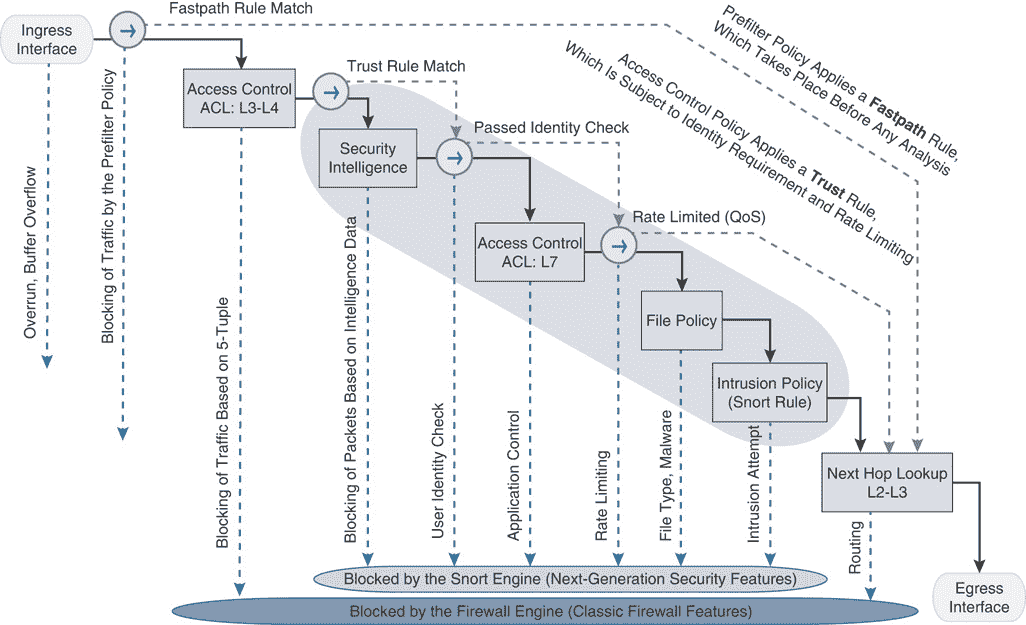 Fastpath Rule Match
Ingress
Interface
Prefilter Policy Applies a Fastpath Rule,
Which Takes Place Before Any Analysis
Access Control Policy Applies a Trust Rule,
Which Is Subject to Identity Requirement and Rate Limiting
Trust Rule Match
Access Control
ACL: L3-L4
Passed Identity Check
Security
Intelligence
Rate Limited (QoS)
Access Control
ACL: L7
File Policy
Intrusion Policy
(Snort Rule)
Next Hop Lookup
L2-L3
Overrun, Buffer Overflow
Blocking of Traffic by the Prefilter Policy
Blocking of Traffic Based on 5-Tuple
Blocking of Packets Based on Intelligence Data
User Identity Check
Application Control
Rate Limiting
File Type, Malware
Intrusion Attempt
Routing
Blocked by the Snort Engine (Next-Generation Security Features)
Blocked by the Firewall Engine (Classic Firewall Features)
Egress
Interface